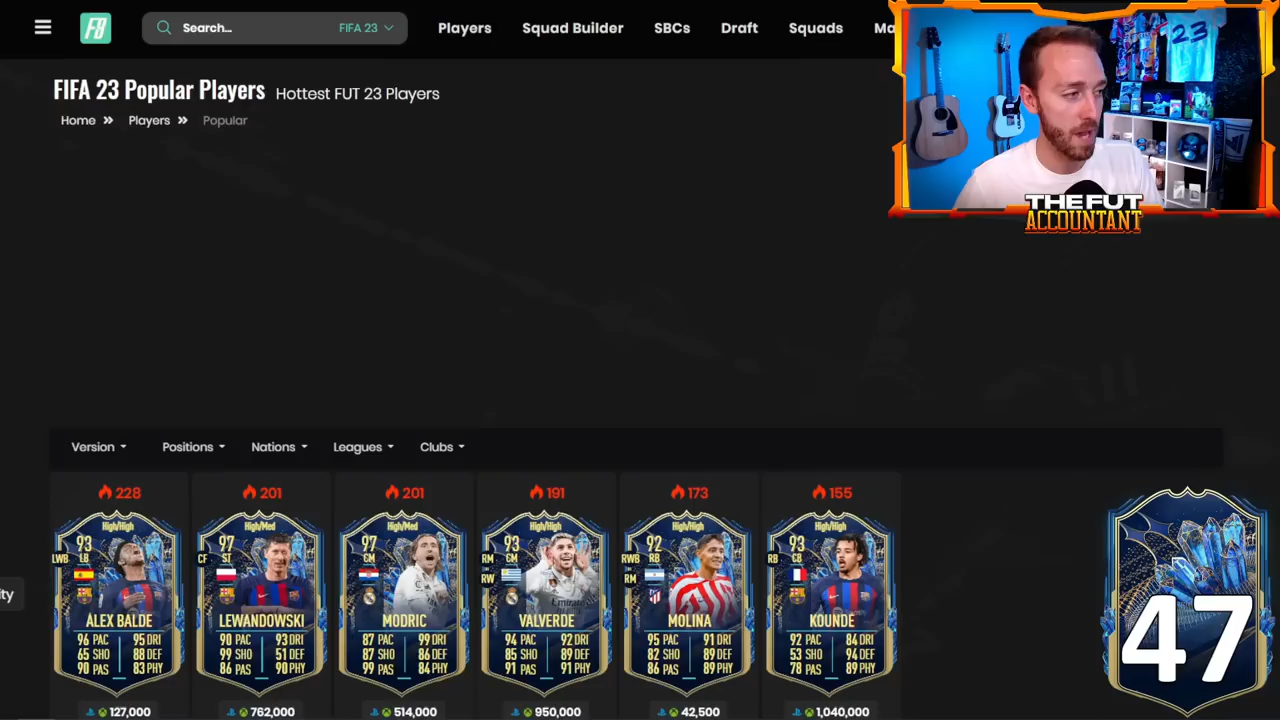 FB Search... FIFA 23 Players Squad Builder SBCs Draft Squads Ma
23
FIFA 23 Popular Players Hottest FUT 23 Players
Home » Players » Popular
THE FUT
ACCOUNTANT
Version Positions Nations Leagues Clubs
228 201 201 191 173 155
High/High High/Med High/Med High/High High/High High/High
93 LB LWB
97 ST CF
97 CM
93 CM RM RW
92 RB RWB RM
93 CB RB
ity
ALEX BALDE LEWANDOWSKI MODRIC VALVERDE MOLINA KOUNDE
96 PAC 95 DRI 90 PAC 93 DRI 87 PAC 99 DRI 94 PAC 92 DRI 95 PAC 91 DRI 92 PAC 84 DRI
65 SHO 88 DEF 99 SHO 51 DEF 87 SHO 86 DEF 85 SHO 89 DEF 82 SHO 89 DEF 53 SHO 94 DEF
90 PAS 83 PHY 86 PAS 90 PHY 99 PAS 84 PHY 91 PAS 91 PHY 86 PAS 89 PHY 78 PAS 89 PHY
127,000 762,000 514,000 950,000 42,500 1,040,000
47